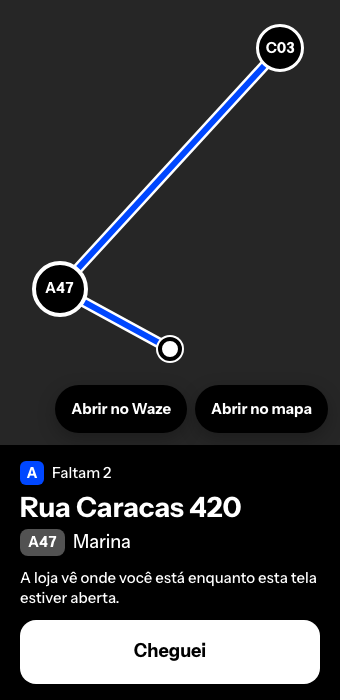 C03
A47
Abrir no Waze
Abrir no mapa
A Faltam 2
Rua Caracas 420
A47 Marina
A loja vê onde você está enquanto esta tela
estiver aberta.
Cheguei